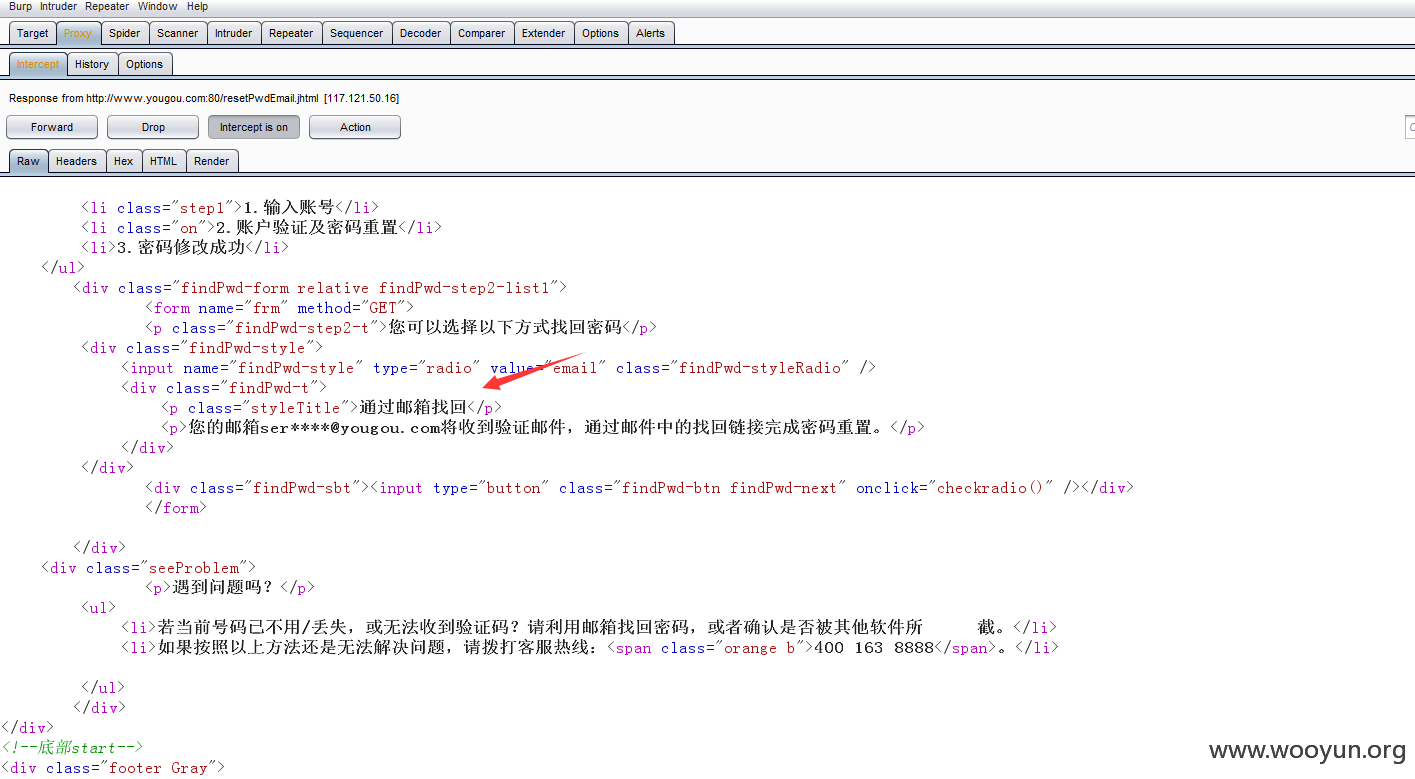 Burp Intruder Repeater Window Help
Target Proxy Spider Scanner Intruder Repeater Sequencer Decoder Comparer Extender Options Alerts
Intercept History Options
Response from http://www.yougou.com:80/resetPwdEmail.jhtml [117.121.50.16]
Forward Drop Intercept is on Action
Raw Headers Hex HTML Render
<li class="step1">1.输入账号</li>
<li class="on">2.账户验证及密码重置</li>
<li>3.密码修改成功</li>
</ul>
<div class="findPwd-form relative findPwd-step2-list1">
<form name="frm" method="GET">
<p class="findPwd-step2-t">您可以选择以下方式找回密码</p>
<div class="findPwd-style">
<input name="findPwd-style" type="radio" value="email" class="findPwd-styleRadio" />
<div class="findPwd-t">
<p class="styleTitle">通过邮箱找回</p>
<p>您的邮箱ser****@yougou.com将收到验证邮件，通过邮件中的找回链接完成密码重置。</p>
</div>
</div>
<div class="findPwd-sbt"><input type="button" class="findPwd-btn findPwd-next" onclick="checkradio()" /></div>
</form>
</div>
<div class="seeProblem">
<p>遇到问题吗？</p>
<ul>
<li>若当前号码已不用/丢失，或无法收到验证码？请利用邮箱找回密码，或者确认是否被其他软件所 截。</li>
<li>如果按照以上方法还是无法解决问题，请拨打客服热线：<span class="orange b">400 163 8888</span>。</li>
</ul>
</div>
</div>
<!--底部start-->
<div class="footer Gray">
www.wooyun.org